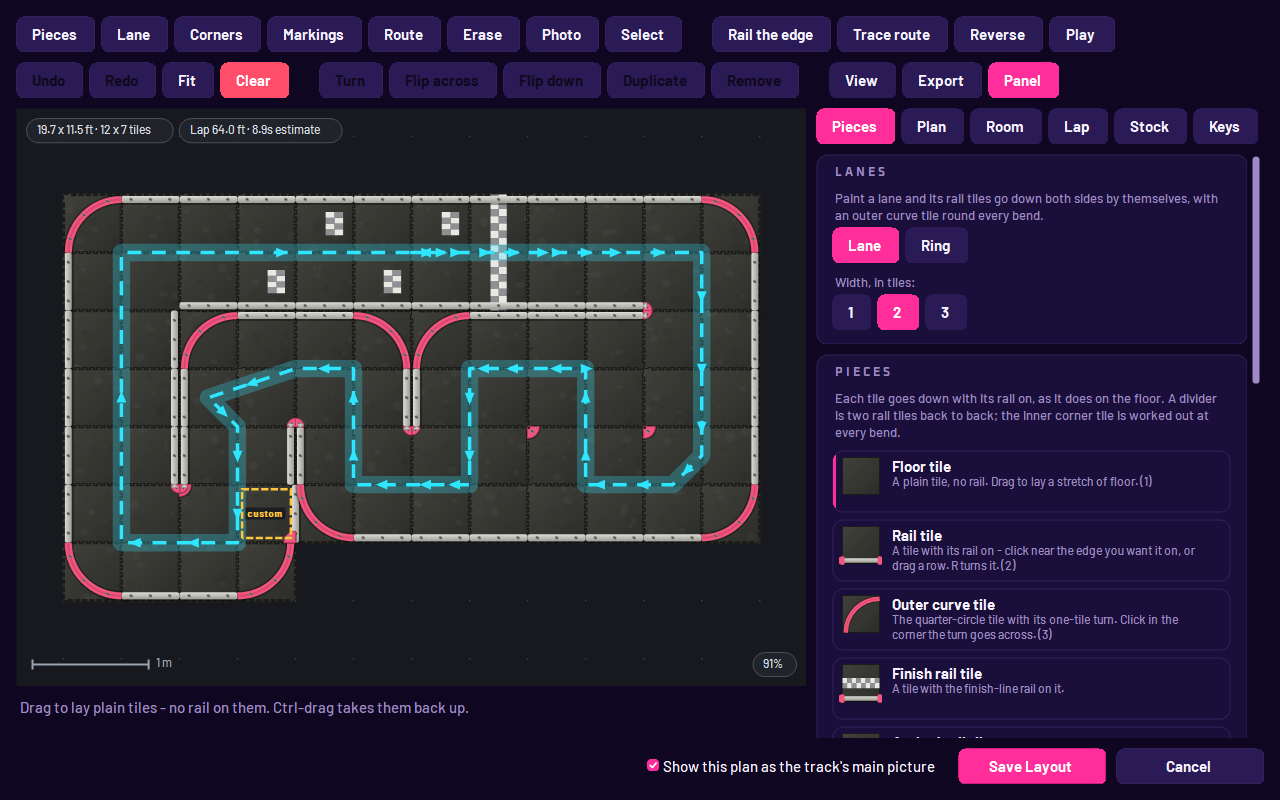 Pieces Lane Corners Markings Route Erase Photo Select Rail the edge Trace route Reverse Play
Undo Redo Fit Clear Turn Flip across Flip down Duplicate Remove View Export Panel
19.7 x 11.5 ft · 12 x 7 tiles Lap 64.0 ft · 8.9s estimate
custom
1 m
91%
Drag to lay plain tiles - no rail on them. Ctrl-drag takes them back up.
Pieces Plan Room Lap Stock Keys
LANES
Paint a lane and its rail tiles go down both sides by themselves, with
an outer curve tile round every bend.
Lane Ring
Width, in tiles:
1 2 3
PIECES
Each tile goes down with its rail on, as it does on the floor. A divider
is two rail tiles back to back; the inner corner tile is worked out at
every bend.
Floor tile
A plain tile, no rail. Drag to lay a stretch of floor. (1)
Rail tile
A tile with its rail on - click near the edge you want it on, or
drag a row. R turns it. (2)
Outer curve tile
The quarter-circle tile with its one-tile turn. Click in the
corner the turn goes across. (3)
Finish rail tile
A tile with the finish-line rail on it.
Show this plan as the track's main picture Save Layout Cancel